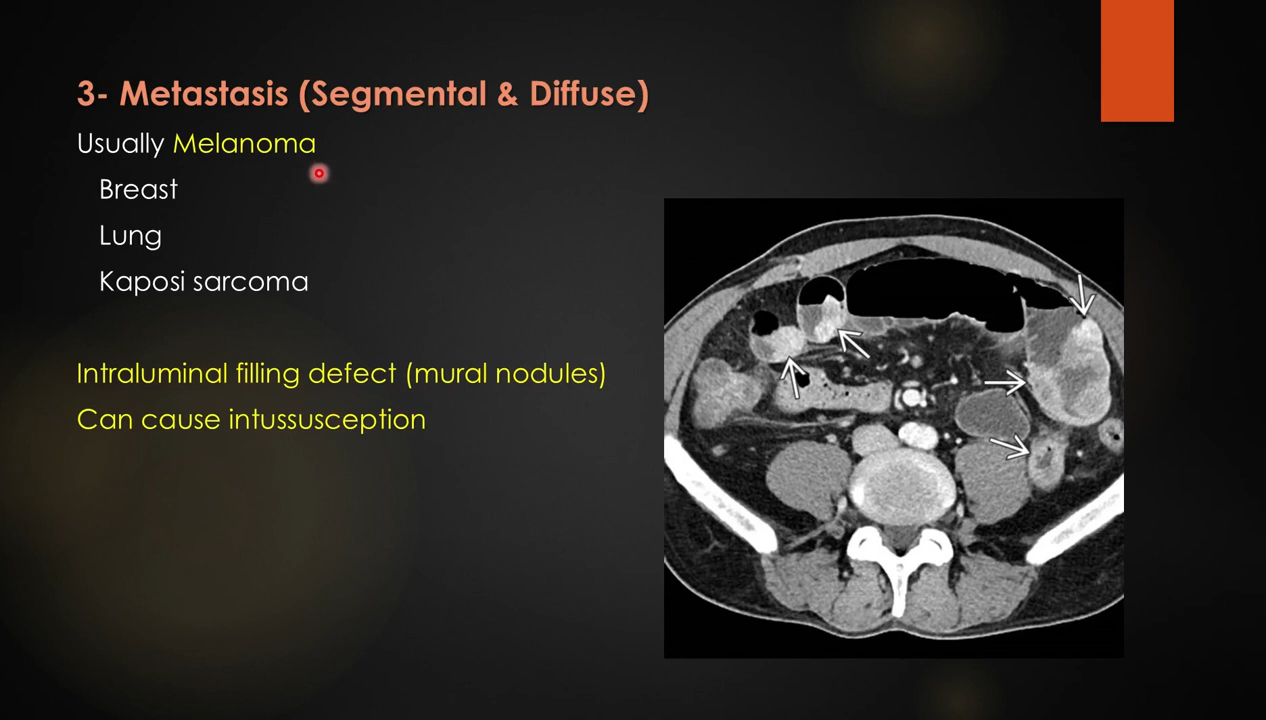 3- Metastasis (Segmental & Diffuse)
Usually Melanoma
Breast
Lung
Kaposi sarcoma
Intraluminal filling defect (mural nodules)
Can cause intussusception